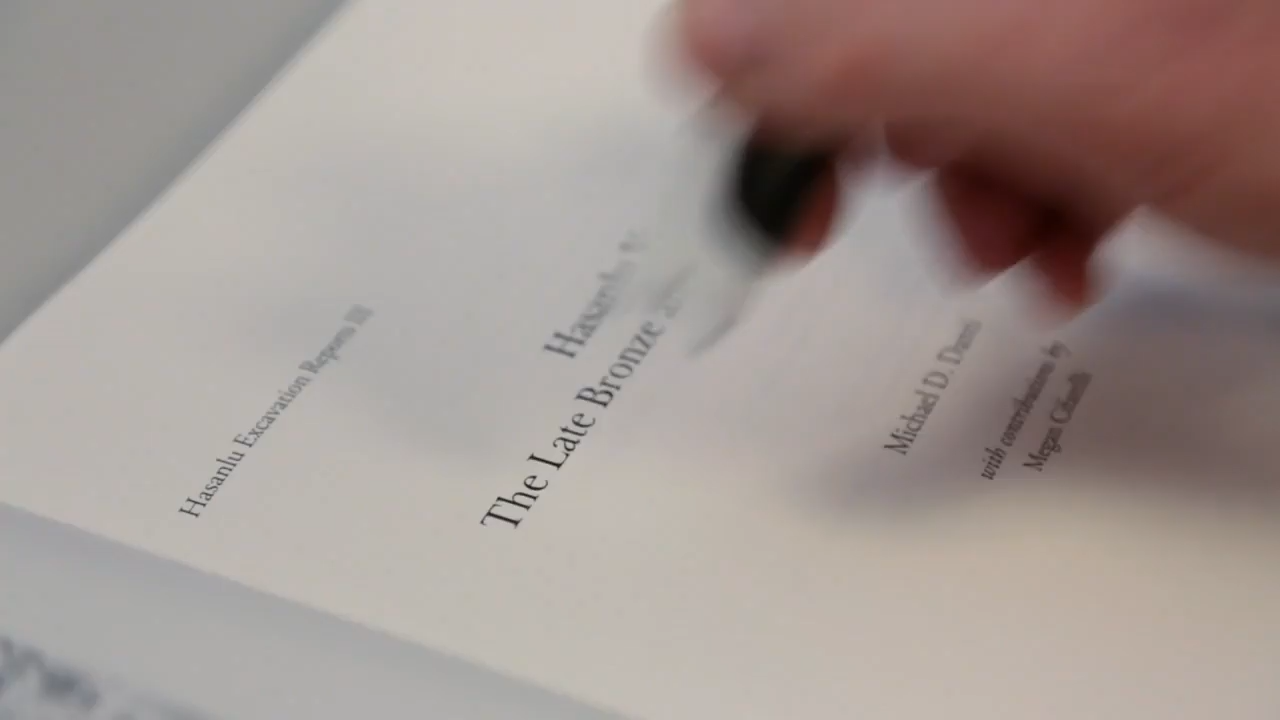 Hasanlu Excavation Reports III
Hasanlu V
The Late Bronze
Michael D. Danti
with contributions by
Megan Cifarelli